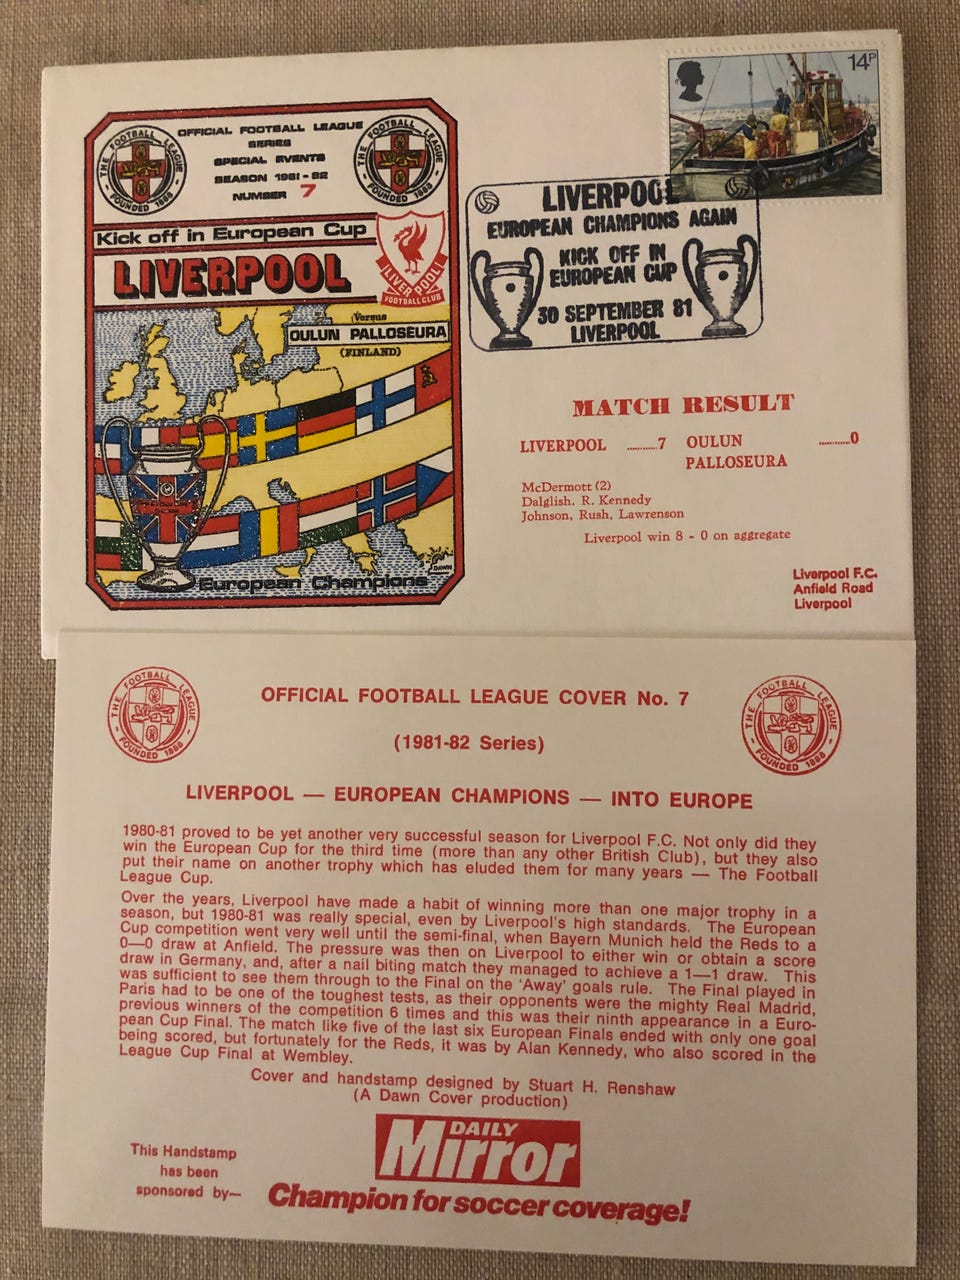 14P
THE FOOTBALL LEAGUE
FOUNDED 1888
OFFICIAL FOOTBALL LEAGUE
SERIES
SPECIAL EVENTS
SEASON 1981-82
NUMBER 7
THE FOOTBALL LEAGUE
FOUNDED 1888
Kick off in European Cup
LIVERPOOL
LIVERPOOL
FOOTBALL CLUB
Versus
OULUN PALLOSEURA
(FINLAND)
European Champions
DAWN
LIVERPOOL
EUROPEAN CHAMPIONS AGAIN
KICK OFF IN
EUROPEAN CUP
30 SEPTEMBER 81
LIVERPOOL
MATCH RESULT
LIVERPOOL ..........7 OULUN ..........0
PALLOSEURA
McDermott (2)
Dalglish. R. Kennedy
Johnson, Rush, Lawrenson
Liverpool win 8 - 0 on aggregate
Liverpool F.C.
Anfield Road
Liverpool
THE FOOTBALL LEAGUE
FOUNDED 1888
OFFICIAL FOOTBALL LEAGUE COVER No. 7
(1981-82 Series)
THE FOOTBALL LEAGUE
FOUNDED 1888
LIVERPOOL — EUROPEAN CHAMPIONS — INTO EUROPE
1980-81 proved to be yet another very successful season for Liverpool F.C. Not only did they
win the European Cup for the third time (more than any other British Club), but they also
put their name on another trophy which has eluded them for many years — The Football
League Cup.
Over the years, Liverpool have made a habit of winning more than one major trophy in a
season, but 1980-81 was really special, even by Liverpool's high standards. The European
Cup competition went very well until the semi-final, when Bayern Munich held the Reds to a
0—0 draw at Anfield. The pressure was then on Liverpool to either win or obtain a score
draw in Germany, and, after a nail biting match they managed to achieve a 1—1 draw. This
was sufficient to see them through to the Final on the 'Away' goals rule. The Final played in
Paris had to be one of the toughest tests, as their opponents were the mighty Real Madrid,
previous winners of the competition 6 times and this was their ninth appearance in a Euro-
pean Cup Final. The match like five of the last six European Finals ended with only one goal
being scored, but fortunately for the Reds, it was by Alan Kennedy, who also scored in the
League Cup Final at Wembley.
Cover and handstamp designed by Stuart H. Renshaw
(A Dawn Cover production)
This Handstamp
has been
sponsored by—
DAILY
Mirror
Champion for soccer coverage!